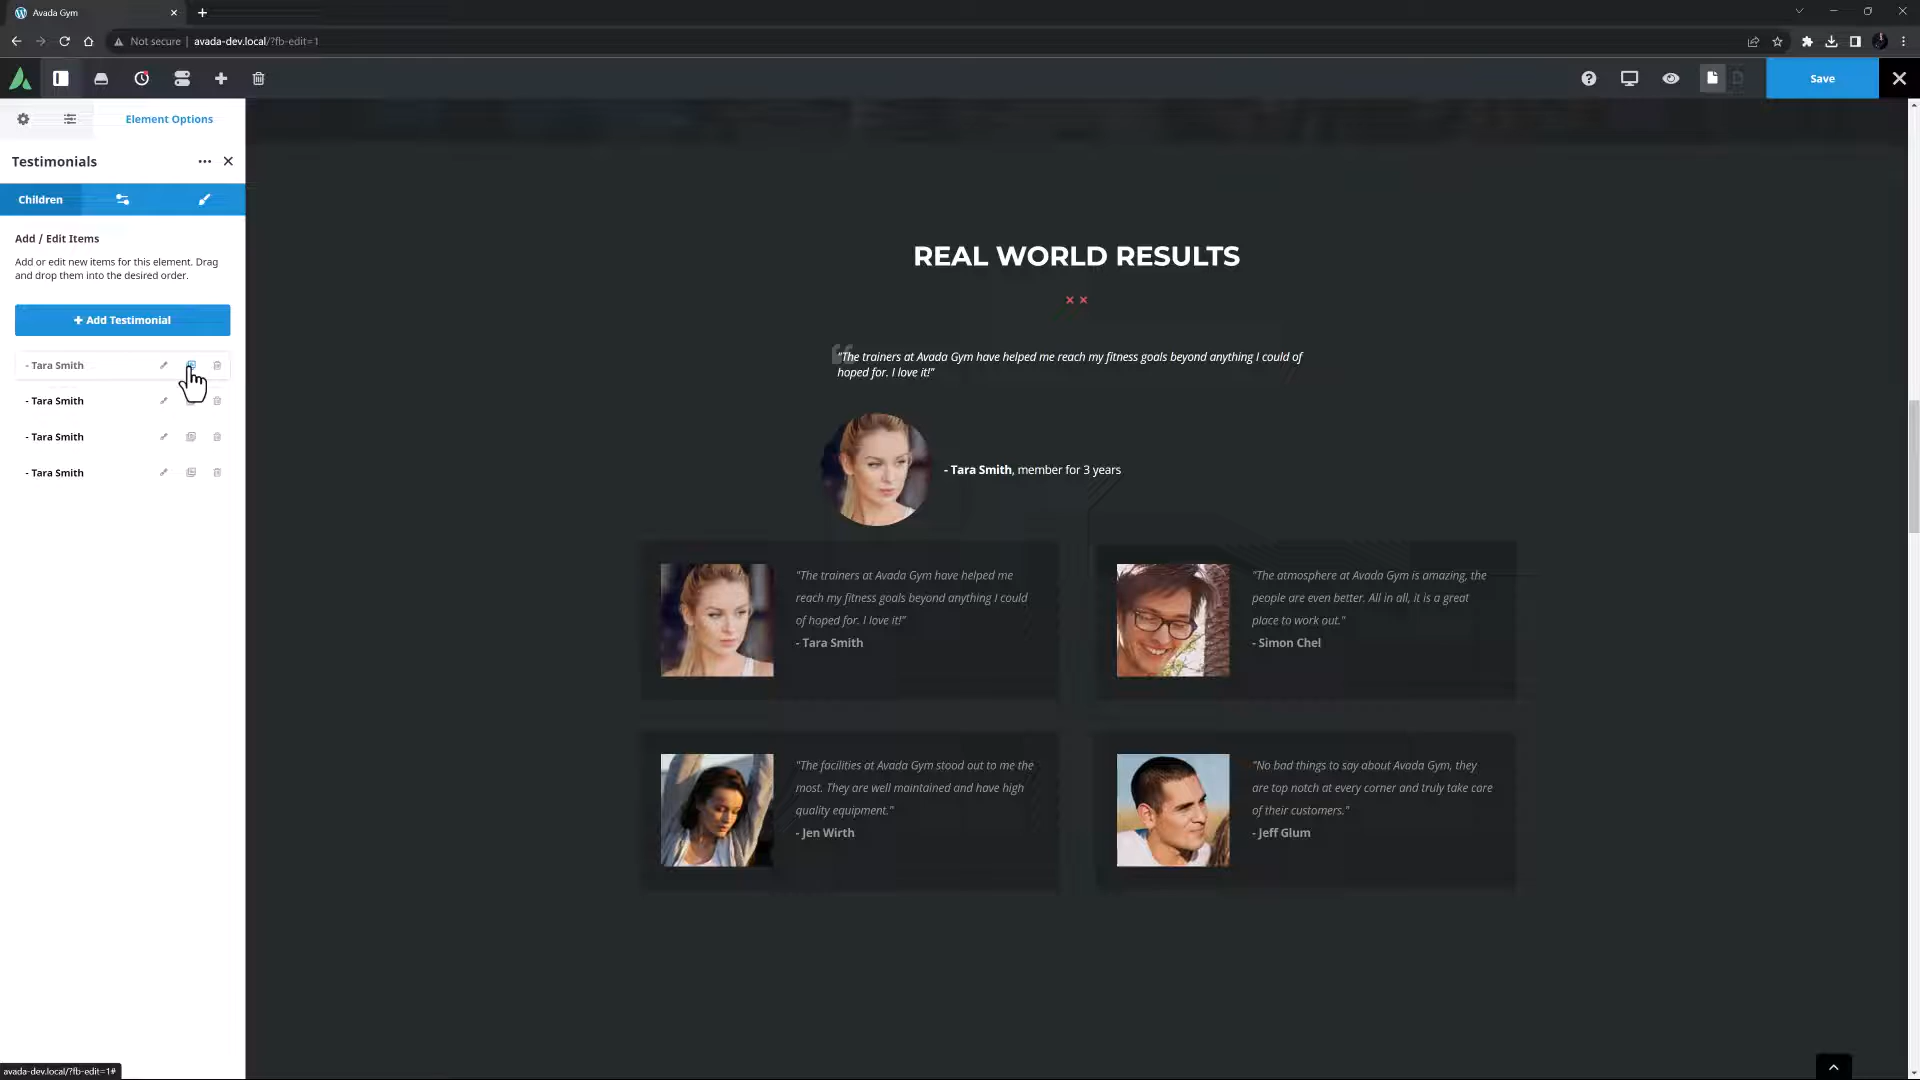 Avada Gym
Not secure
avada-dev.local/?fb-edit=1
Save
Element Options
Testimonials
Children
Add / Edit Items
Add or edit new items for this element. Drag
and drop them into the desired order.
+ Add Testimonial
- Tara Smith
- Tara Smith
- Tara Smith
- Tara Smith
REAL WORLD RESULTS
"The trainers at Avada Gym have helped me reach my fitness goals beyond anything I could of
hoped for. I love it!"
- Tara Smith, member for 3 years
"The trainers at Avada Gym have helped me
reach my fitness goals beyond anything I could
of hoped for. I love it!"
- Tara Smith
"The atmosphere at Avada Gym is amazing, the
people are even better. All in all, it is a great
place to work out."
- Simon Chel
"The facilities at Avada Gym stood out to me the
most. They are well maintained and have high
quality equipment."
- Jen Wirth
"No bad things to say about Avada Gym, they
are top notch at every corner and truly take care
of their customers."
- Jeff Glum
avada-dev.local/?fb-edit=1#